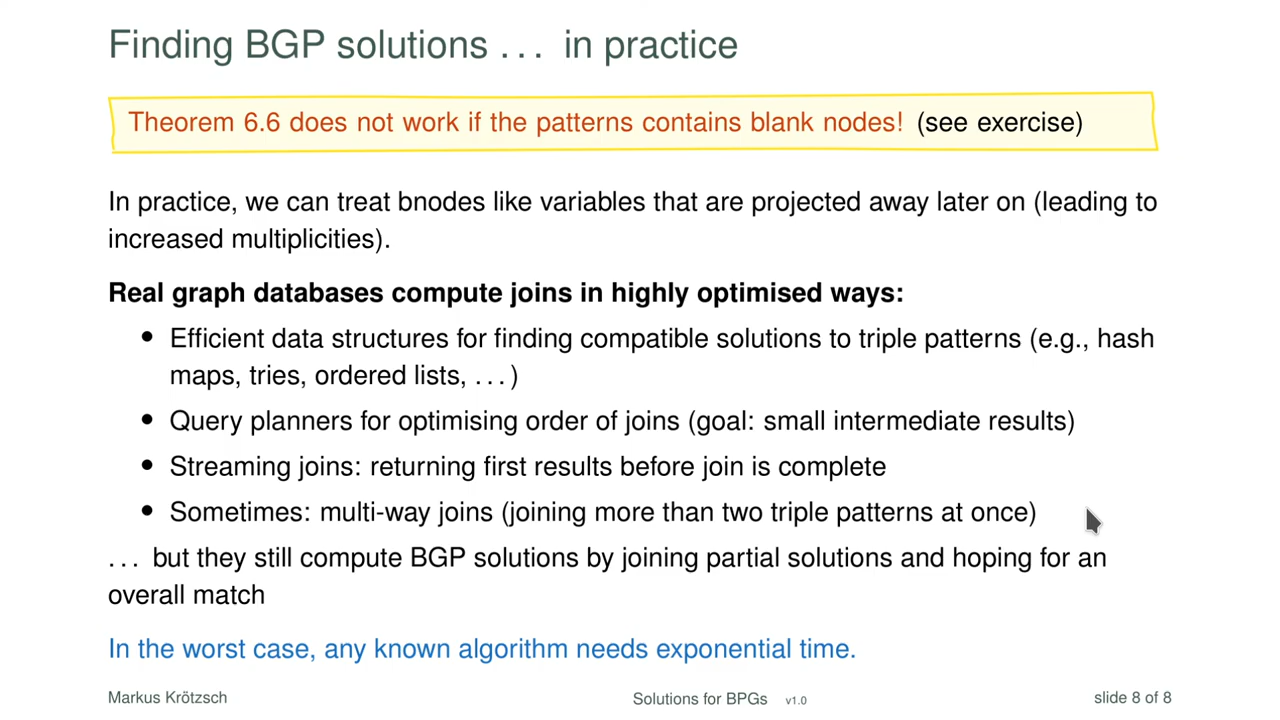 Finding BGP solutions . . . in practice
Theorem 6.6 does not work if the patterns contains blank nodes! (see exercise)
In practice, we can treat bnodes like variables that are projected away later on (leading to
increased multiplicities).
Real graph databases compute joins in highly optimised ways:
• Efficient data structures for finding compatible solutions to triple patterns (e.g., hash
maps, tries, ordered lists, . . . )
• Query planners for optimising order of joins (goal: small intermediate results)
• Streaming joins: returning first results before join is complete
• Sometimes: multi-way joins (joining more than two triple patterns at once)
. . . but they still compute BGP solutions by joining partial solutions and hoping for an
overall match
In the worst case, any known algorithm needs exponential time.
Markus Krötzsch Solutions for BPGs v1.0 slide 8 of 8